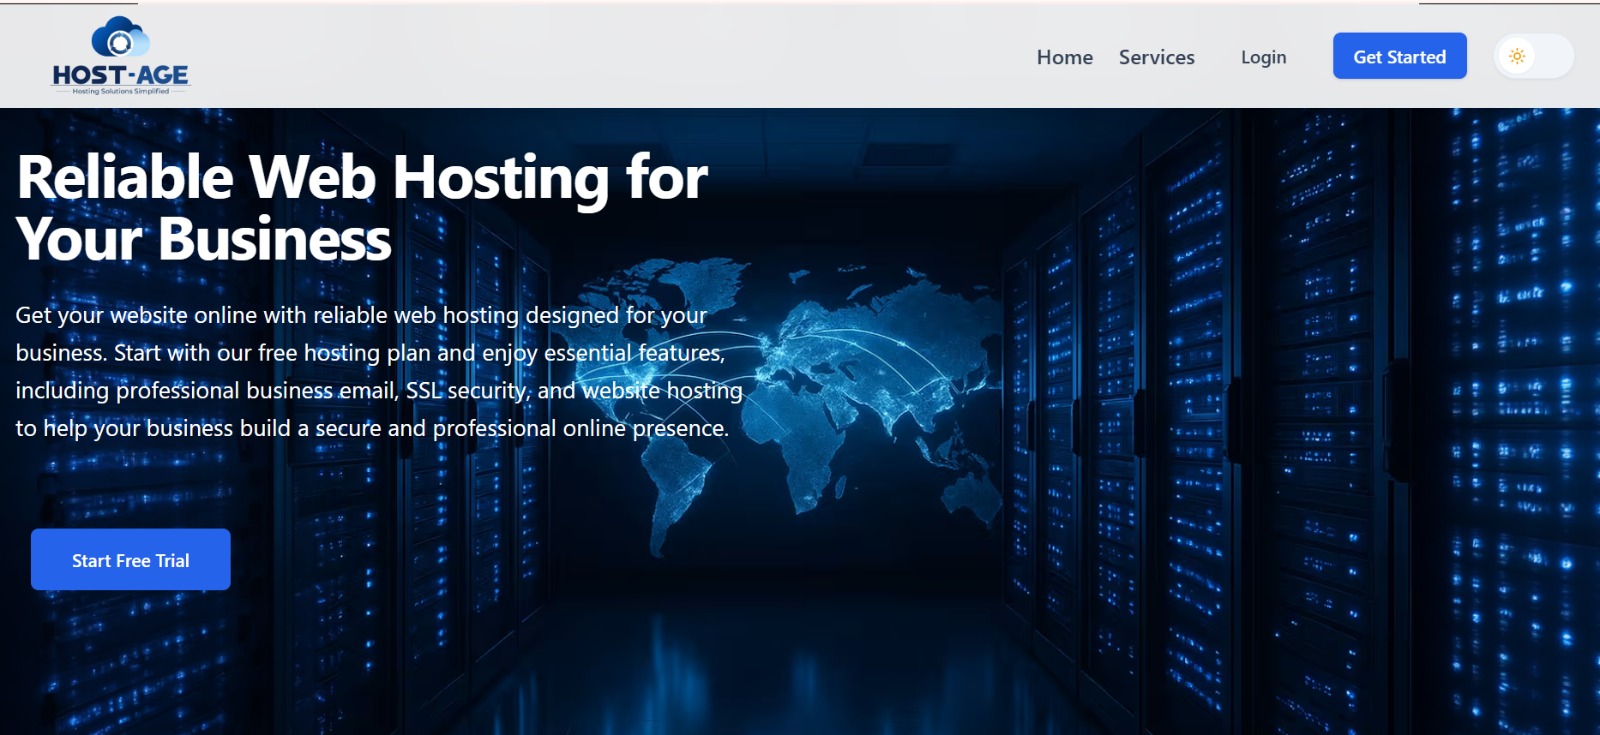 HOST-AGE
Hosting Solutions Simplified
Home Services Login Get Started
Reliable Web Hosting for
Your Business
Get your website online with reliable web hosting designed for your
business. Start with our free hosting plan and enjoy essential features,
including professional business email, SSL security, and website hosting
to help your business build a secure and professional online presence.
Start Free Trial